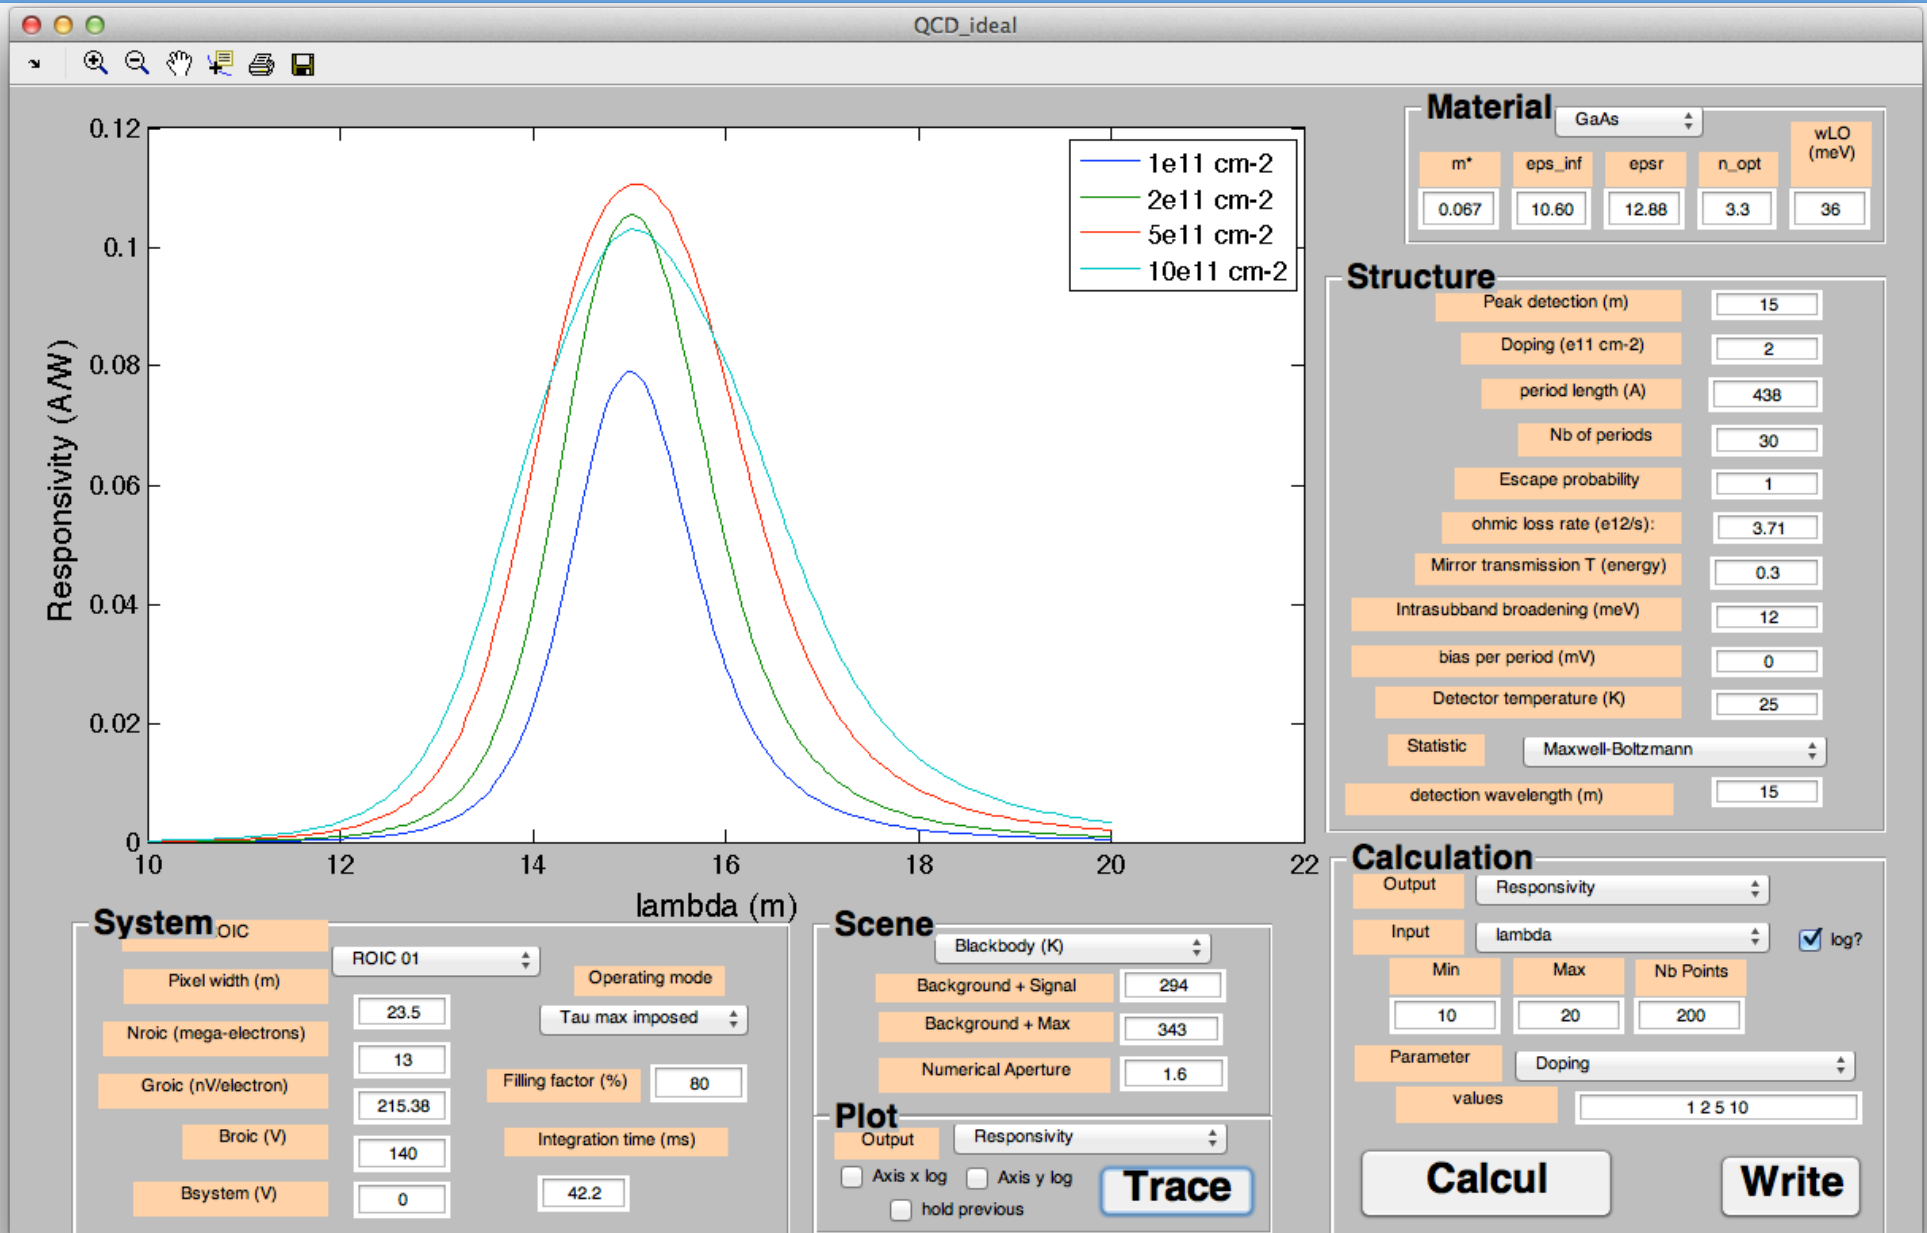 QCD_ideal
0.12
0.1
0.08
0.06
0.04
0.02
0
10
12
14
16
18
20
22
Responsivity (A/W)
lambda (m)
1e11 cm-2
2e11 cm-2
5e11 cm-2
10e11 cm-2
Material
GaAs
m*
eps_inf
epsr
n_opt
wLO
(meV)
0.067
10.60
12.88
3.3
36
Structure
Peak detection (m)
15
Doping (e11 cm-2)
2
period length (A)
438
Nb of periods
30
Escape probability
1
ohmic loss rate (e12/s):
3.71
Mirror transmission T (energy)
0.3
Intrasubband broadening (meV)
12
bias per period (mV)
0
Detector temperature (K)
25
Statistic
Maxwell-Boltzmann
detection wavelength (m)
15
System
OIC
ROIC 01
Pixel width (m)
23.5
Nroic (mega-electrons)
13
Groic (nV/electron)
215.38
Broic (V)
140
Bsystem (V)
0
Operating mode
Tau max imposed
Filling factor (%)
80
Integration time (ms)
42.2
Scene
Blackbody (K)
Background + Signal
294
Background + Max
343
Numerical Aperture
1.6
Plot
Output
Responsivity
Axis x log
Axis y log
hold previous
Trace
Calculation
Output
Responsivity
Input
lambda
log?
Min
Max
Nb Points
10
20
200
Parameter
Doping
values
1 2 5 10
Calcul
Write